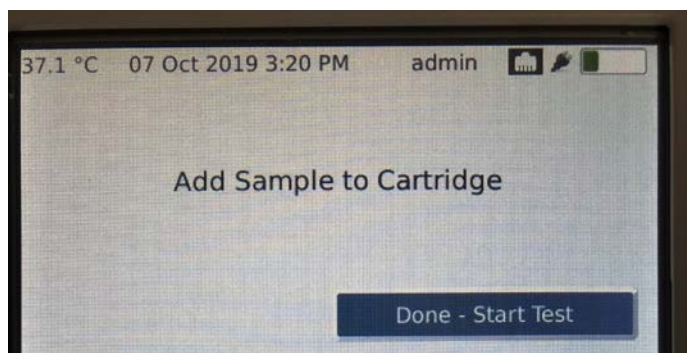 37.1 °C 07 Oct 2019 3:20 PM admin
Add Sample to Cartridge
Done - Start Test